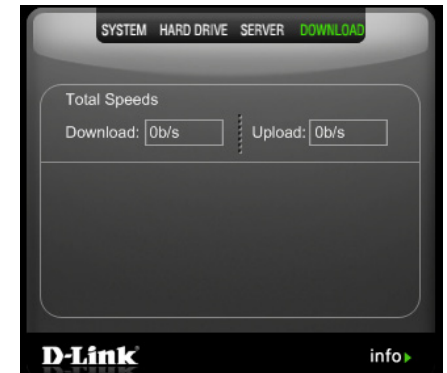 SYSTEM HARD DRIVE SERVER DOWNLOAD
Total Speeds
Download: 0b/s Upload: 0b/s
D-Link info